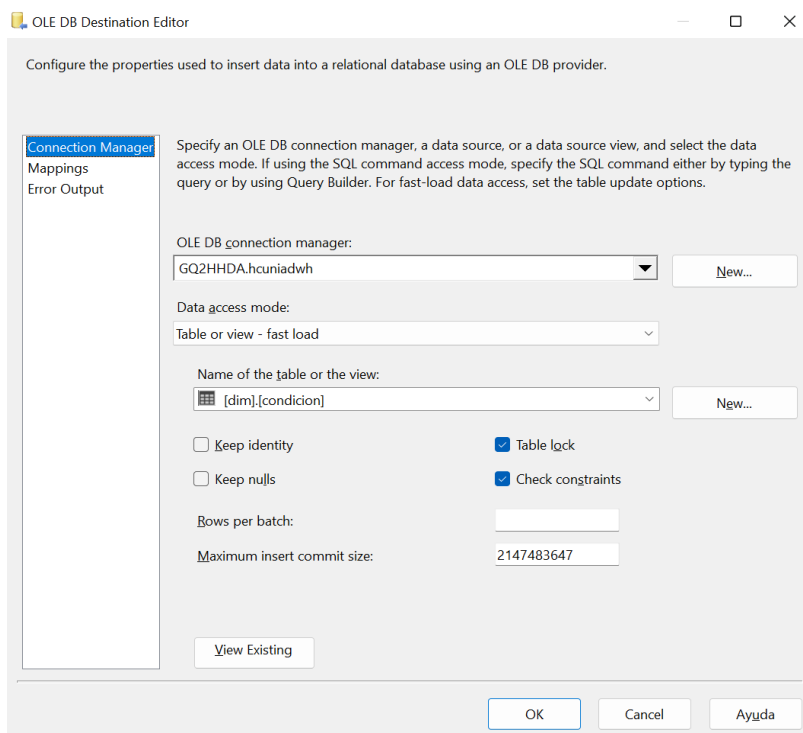 OLE DB Destination Editor
Configure the properties used to insert data into a relational database using an OLE DB provider.
Connection Manager
Mappings
Error Output
Specify an OLE DB connection manager, a data source, or a data source view, and select the data
access mode. If using the SQL command access mode, specify the SQL command either by typing the
query or by using Query Builder. For fast-load data access, set the table update options.
OLE DB connection manager:
GQ2HHDA.hcuniadwh
New...
Data access mode:
Table or view - fast load
Name of the table or the view:
[dim].[condicion]
New...
Keep identity
Table lock
Keep nulls
Check constraints
Rows per batch:
Maximum insert commit size:
2147483647
View Existing
OK
Cancel
Ayuda